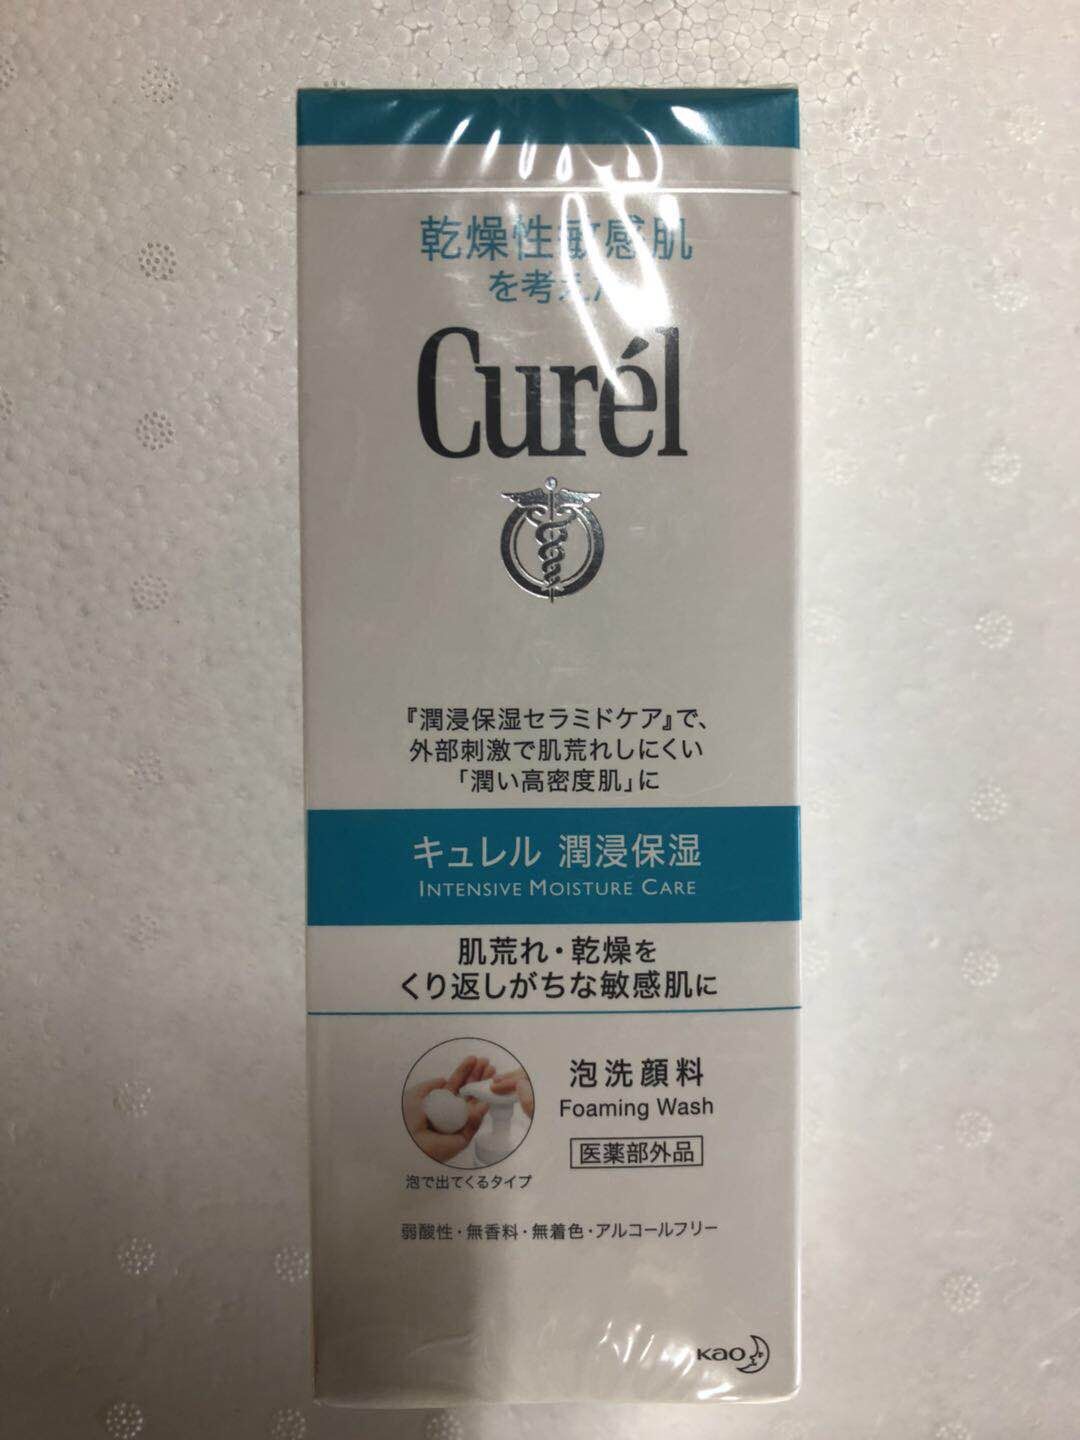 乾燥性敏感肌
を考えた
Curél
『潤浸保湿セラミドケア』で、
外部刺激で肌荒れしにくい
「潤い高密度肌」に
キュレル 潤浸保湿
INTENSIVE MOISTURE CARE
肌荒れ・乾燥を
くり返しがちな敏感肌に
泡洗顔料
Foaming Wash
医薬部外品
泡で出てくるタイプ
弱酸性・無香料・無着色・アルコールフリー
Kao